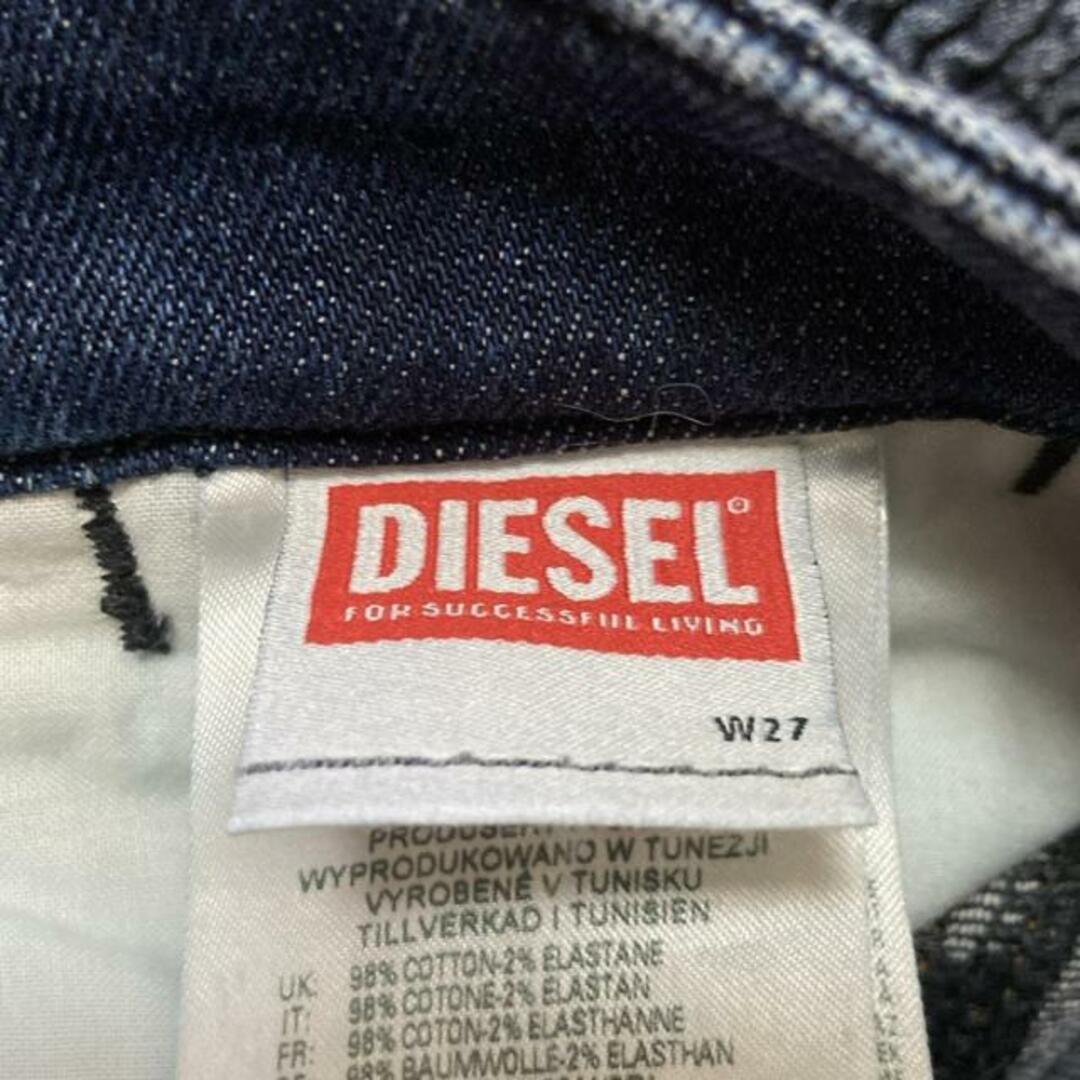 DIESEL®
FOR SUCCESSFUL LIVING
W27
PRODUSERT I
WYPRODUKOWANO W TUNEZJI
VYROBENÉ V TUNISKU
TILLVERKAD I TUNISIEN
UK: 98% COTTON-2% ELASTANE
IT: 98% COTONE-2% ELASTAN
FR: 98% COTON-2% ELASTHANNE
98% BAUMWOLLE-2% ELASTHAN